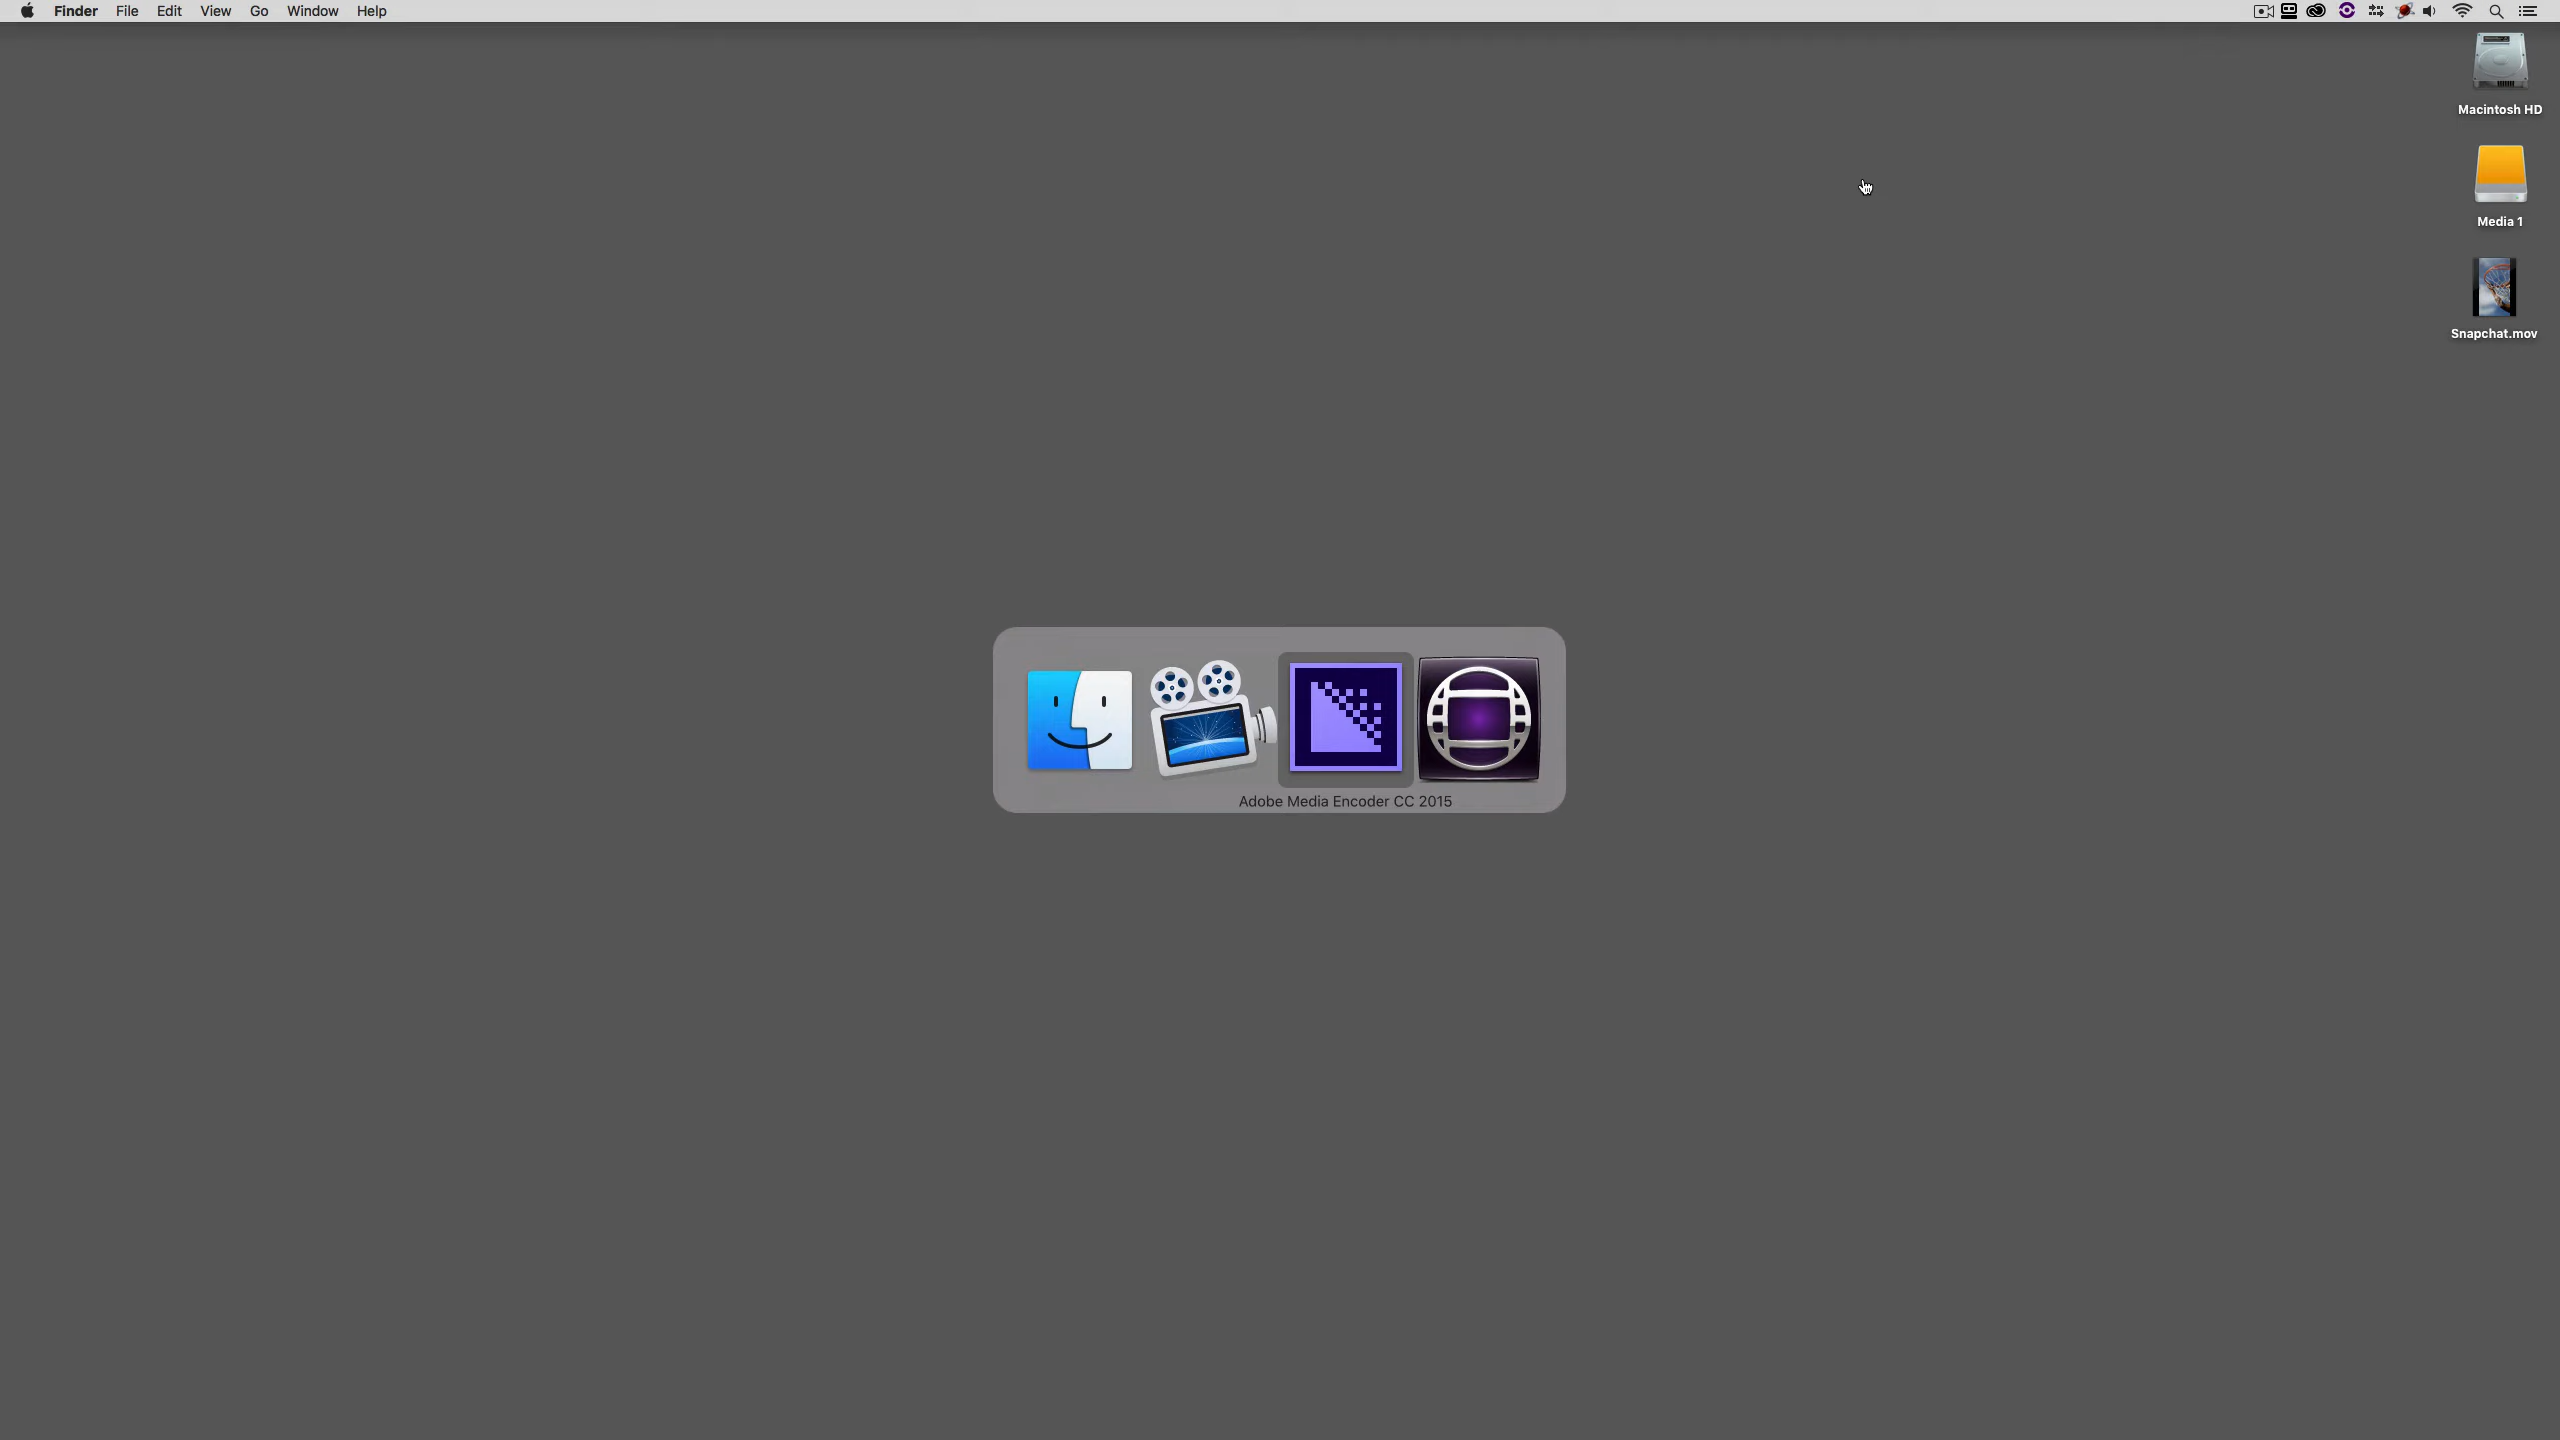 Finder File Edit View Go Window Help
Macintosh HD
Media 1
Snapchat.mov
Adobe Media Encoder CC 2015